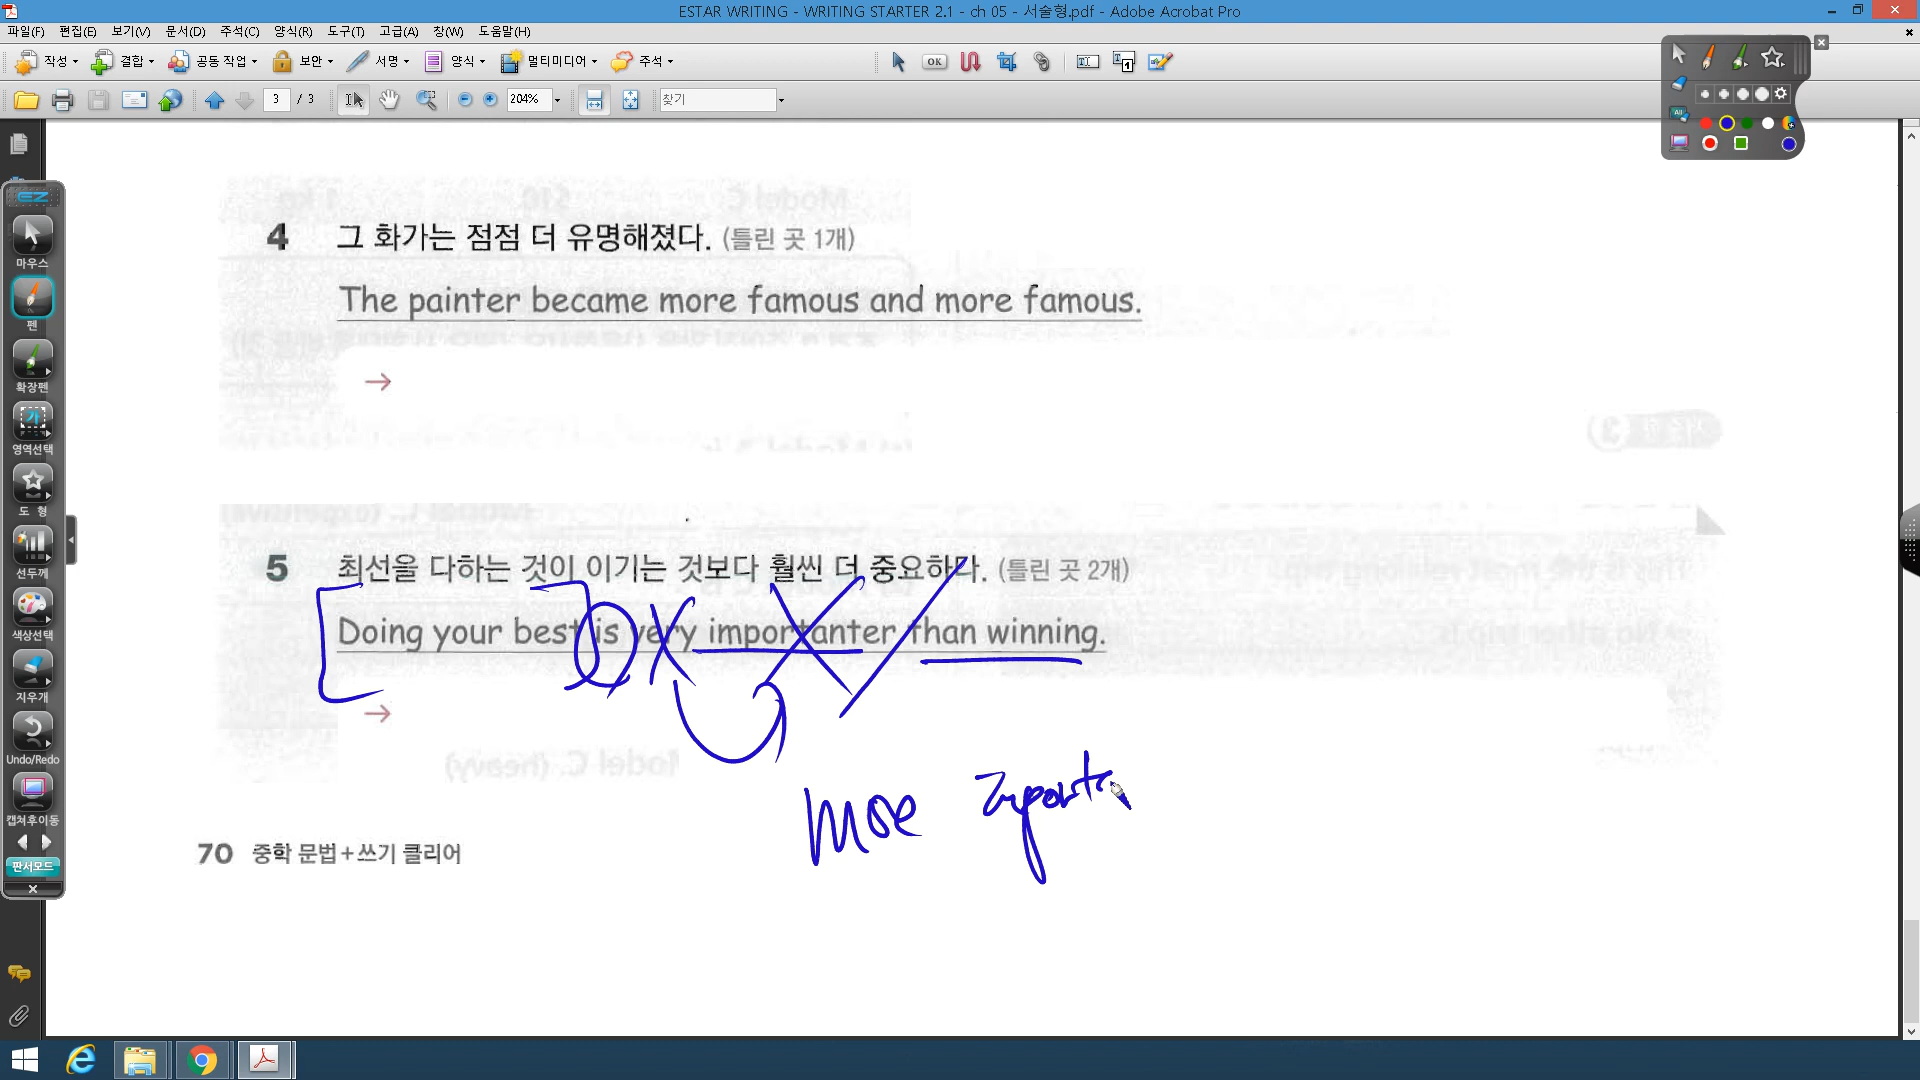 ESTAR WRITING - WRITING STARTER 2.1 - ch 05 - 서술형.pdf - Adobe Acrobat Pro
파일(F) 편집(E) 보기(V) 문서(D) 주석(C) 양식(R) 도구(T) 고급(A) 창(W) 도움말(H)
작성 결합 공동 작업 보안 서명 양식 멀티미디어 주석 OK
3 / 3 204% 찾기
EZ
마우스
펜
확장펜
영역선택
도 형
선두께
색상선택
지우개
Undo/Redo
캡쳐후이동
판서모드
4 그 화가는 점점 더 유명해졌다. (틀린 곳 1개)
The painter became more famous and more famous.
→
5 최선을 다하는 것이 이기는 것보다 훨씬 더 중요하다. (틀린 곳 2개)
Doing your best is very importanter than winning.
→
70 중학 문법+쓰기 클리어